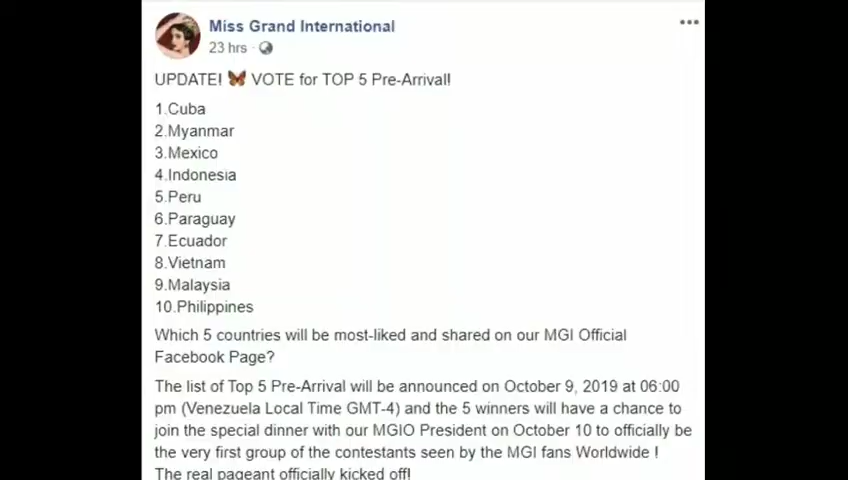 Miss Grand International
23 hrs ·
UPDATE! VOTE for TOP 5 Pre-Arrival!
1.Cuba
2.Myanmar
3.Mexico
4.Indonesia
5.Peru
6.Paraguay
7.Ecuador
8.Vietnam
9.Malaysia
10.Philippines
Which 5 countries will be most-liked and shared on our MGI Official
Facebook Page?
The list of Top 5 Pre-Arrival will be announced on October 9, 2019 at 06:00
pm (Venezuela Local Time GMT-4) and the 5 winners will have a chance to
join the special dinner with our MGIO President on October 10 to officially be
the very first group of the contestants seen by the MGI fans Worldwide !
The real pageant officially kicked off!